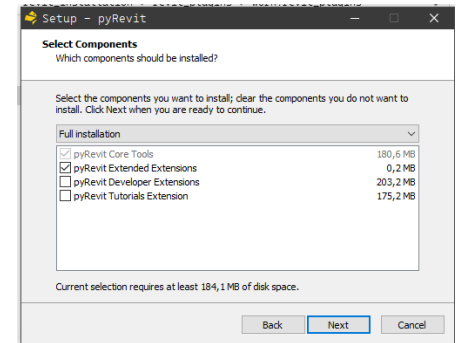 Setup - pyRevit
Select Components
Which components should be installed?
Select the components you want to install; clear the components you do not want to
install. Click Next when you are ready to continue.
Full installation
pyRevit Core Tools 180,6 MB
pyRevit Extended Extensions 0,2 MB
pyRevit Developer Extensions 203,2 MB
pyRevit Tutorials Extension 175,2 MB
Current selection requires at least 184,1 MB of disk space.
Back Next Cancel